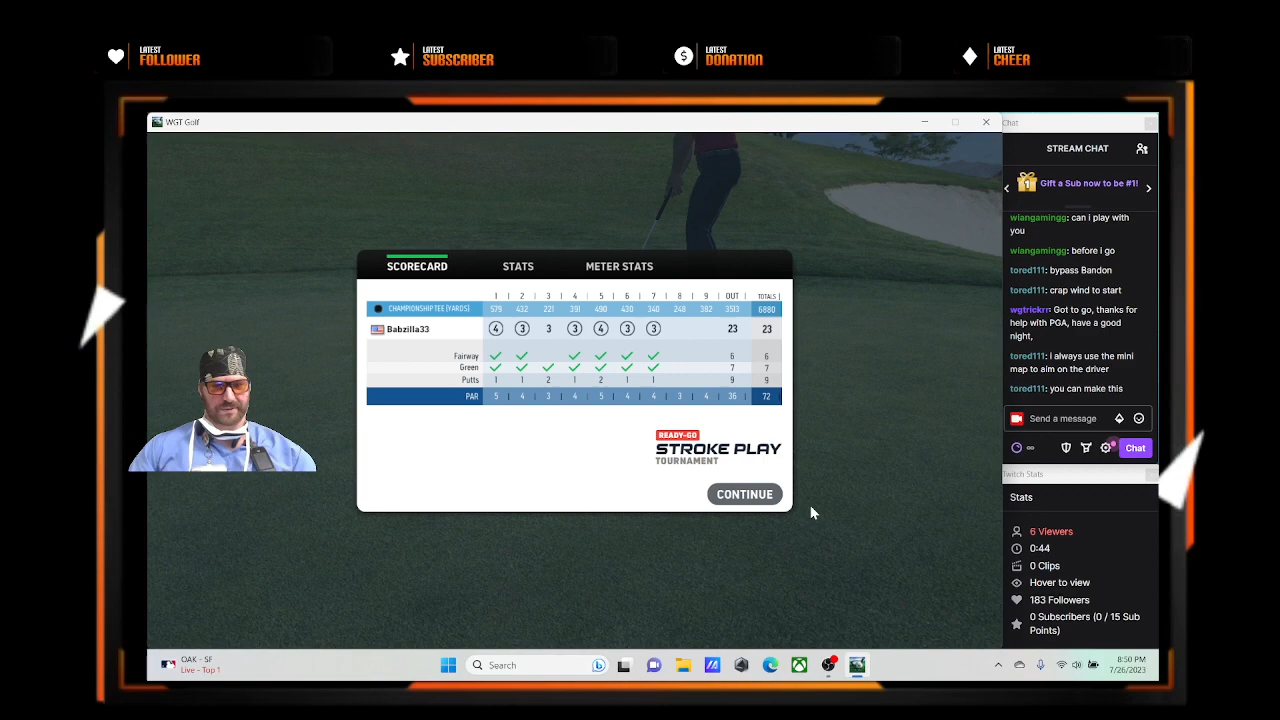 LATEST
FOLLOWER
LATEST
SUBSCRIBER
LATEST
DONATION
LATEST
CHEER
WGT Golf
Chat
STREAM CHAT
1
Gift a Sub now to be #1!
wiangamingg: can i play with
you
wiangamingg: before i go
tored111: bypass Bandon
tored111: crap wind to start
wgtrickrr: Got to go, thanks for
help with PGA, have a good
night,
tored111: i always use the mini
map to aim on the driver
tored111: you can make this
Send a message
Chat
SCORECARD STATS METER STATS
1 2 3 4 5 6 7 8 9 OUT TOTALS
CHAMPIONSHIP TEE (YARDS) 579 432 221 391 490 430 340 248 382 3513 6880
Babzilla33 4 3 3 3 4 3 3 23 23
Fairway 6 6
Green 7 7
Putts 1 1 2 1 2 1 1 9 9
PAR 5 4 3 4 5 4 4 3 4 36 72
READY-GO
STROKE PLAY
TOURNAMENT
CONTINUE
Twitch Stats
Stats
6 Viewers
0:44
0 Clips
Hover to view
183 Followers
0 Subscribers (0 / 15 Sub
Points)
OAK - SF
Live - Top 1
Search
8:50 PM
7/26/2023